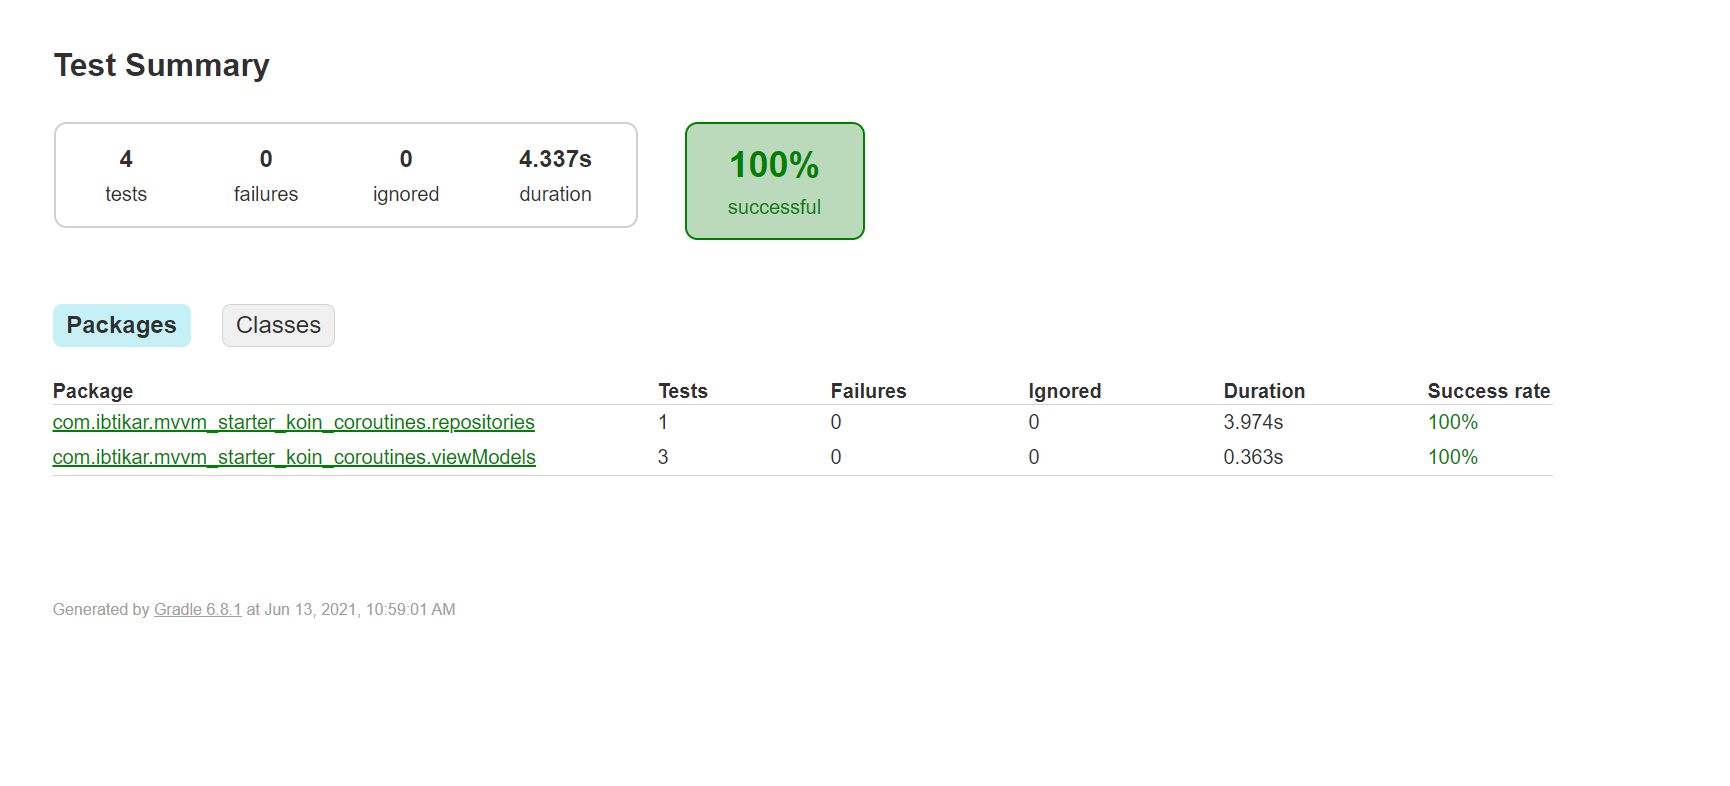 Test Summary
4 0 0 4.337s
tests failures ignored duration
100%
successful
Packages Classes
Package Tests Failures Ignored Duration Success rate
com.ibtikar.mvvm_starter_koin_coroutines.repositories 1 0 0 3.974s 100%
com.ibtikar.mvvm_starter_koin_coroutines.viewModels 3 0 0 0.363s 100%
Generated by Gradle 6.8.1 at Jun 13, 2021, 10:59:01 AM